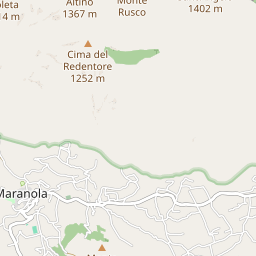 Altino
1367 m
Monte
Rusco
1402 m
Cima del
Redentore
1252 m
Maranola